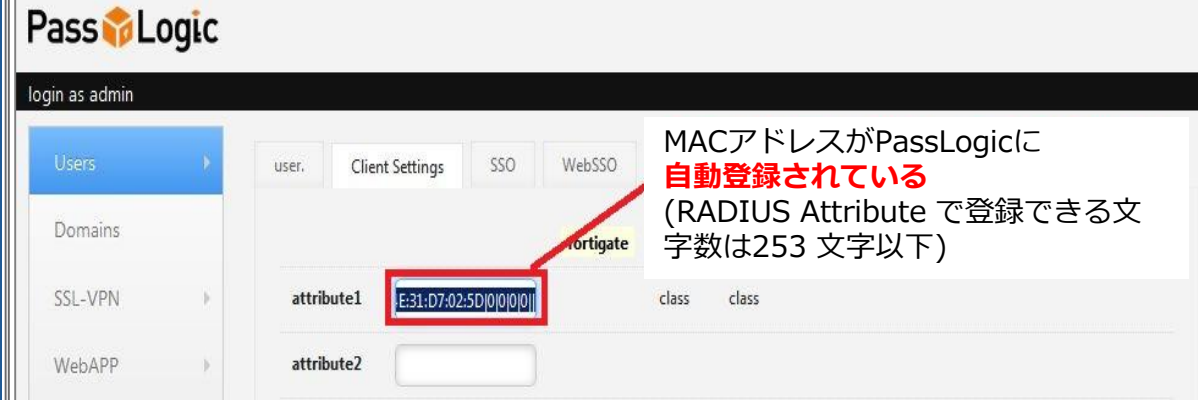 Pass Logic
login as admin
Users
Domains
SSL-VPN
WebAPP
user. Client Settings SSO WebSSO
MACアドレスがPassLogicに
自動登録されている
(RADIUS Attribute で登録できる文
字数は253 文字以下)
fortigate
attribute1 E:31:D7:02:5D|0|0|0|0|| class class
attribute2